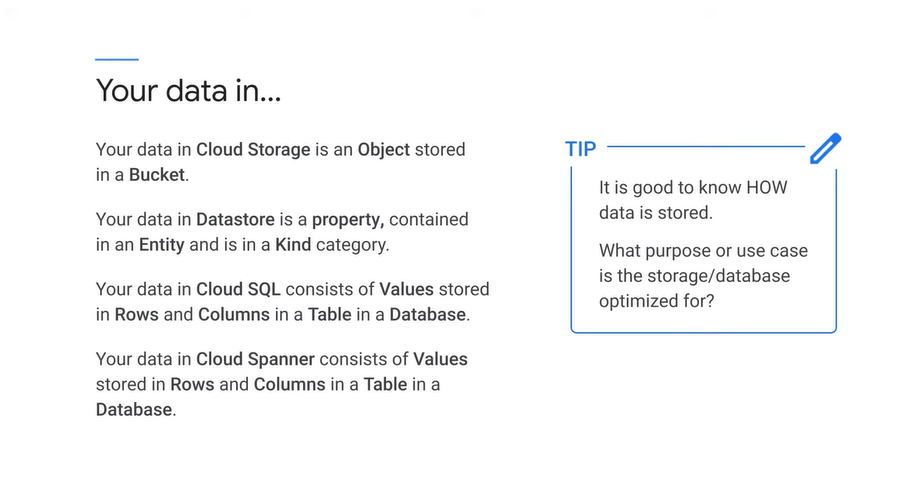 Your data in...
Your data in Cloud Storage is an Object stored
in a Bucket.
Your data in Datastore is a property, contained
in an Entity and is in a Kind category.
Your data in Cloud SQL consists of Values stored
in Rows and Columns in a Table in a Database.
Your data in Cloud Spanner consists of Values
stored in Rows and Columns in a Table in a
Database.
TIP
It is good to know HOW
data is stored.
What purpose or use case
is the storage/database
optimized for?